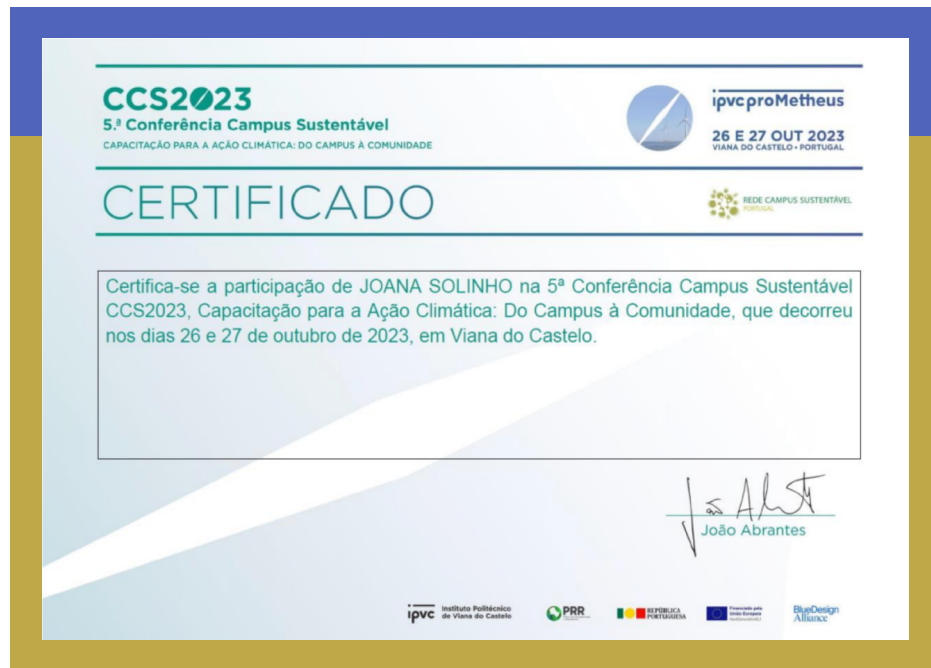 CCS2023
5.ª Conferência Campus Sustentável
CAPACITAÇÃO PARA A AÇÃO CLIMÁTICA: DO CAMPUS À COMUNIDADE
ipvcproMetheus
26 E 27 OUT 2023
VIANA DO CASTELO • PORTUGAL
CERTIFICADO
REDE CAMPUS SUSTENTÁVEL
PORTUGAL
Certifica-se a participação de JOANA SOLINHO na 5ª Conferência Campus Sustentável
CCS2023, Capacitação para a Ação Climática: Do Campus à Comunidade, que decorreu
nos dias 26 e 27 de outubro de 2023, em Viana do Castelo.
João Abrantes
ipvc Instituto Politécnico
de Viana do Castelo
PRR
REPÚBLICA
PORTUGUESA
Financiado pela
União Europeia
NextGenerationEU
BlueDesign
Alliance